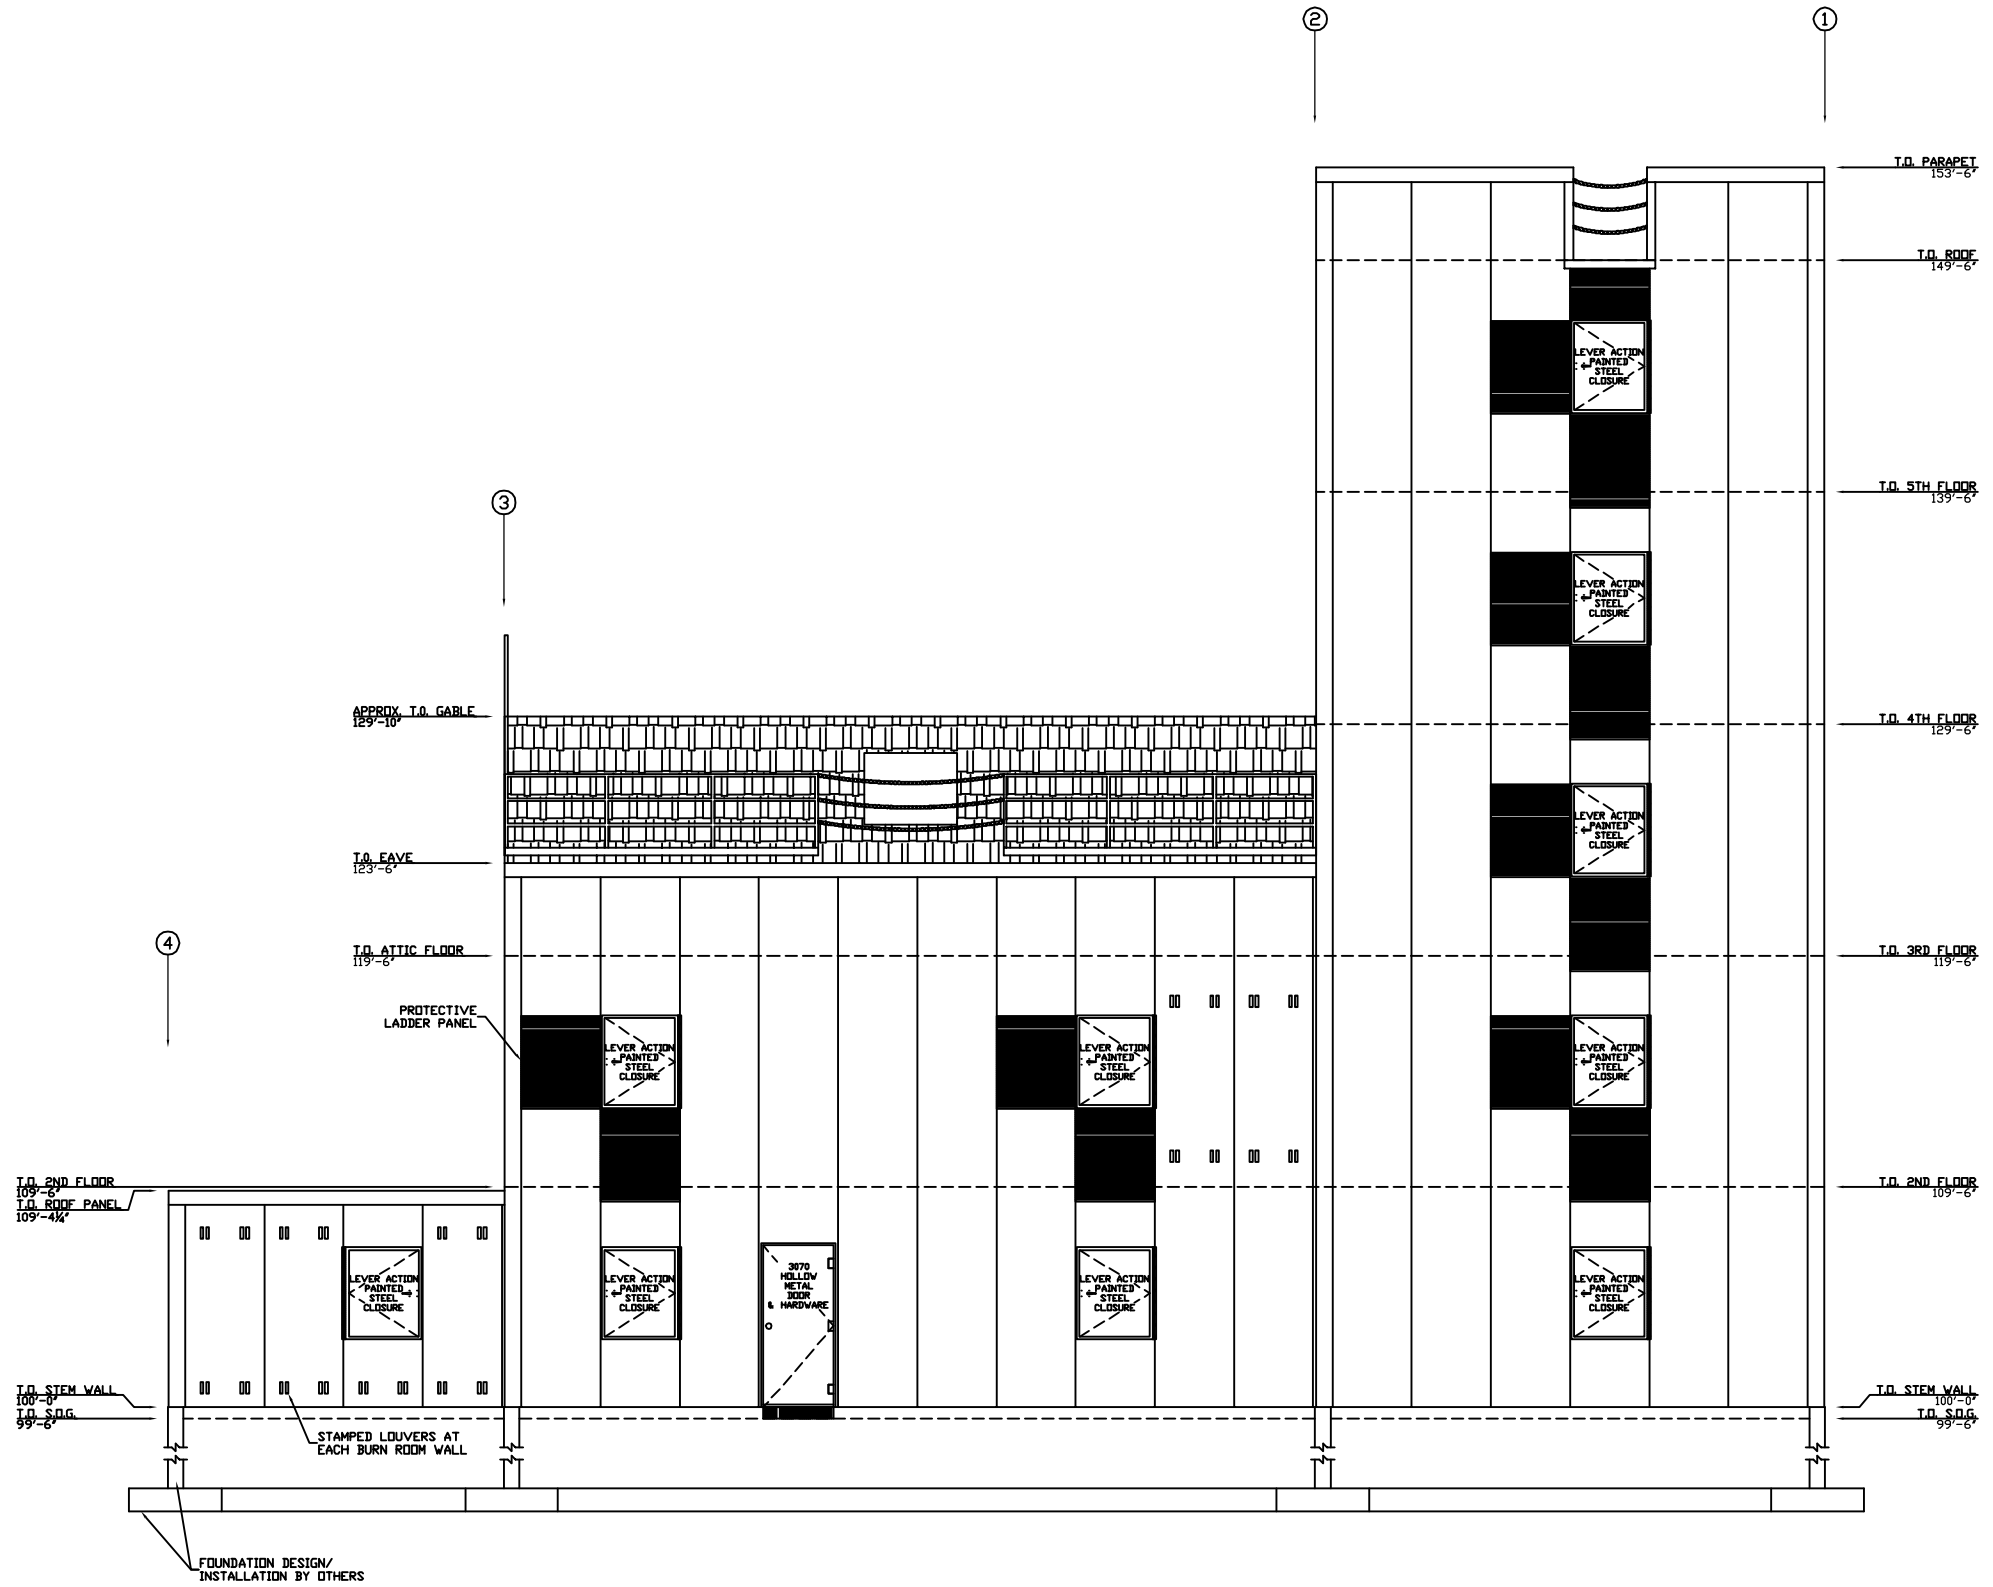 2
1
T.O. PARAPET
153'-6"
T.O. ROOF
149'-6"
LEVER ACTION
PAINTED
STEEL
CLOSURE
3
T.O. 5TH FLOOR
139'-6"
LEVER ACTION
PAINTED
STEEL
CLOSURE
APPROX. T.O. GABLE
129'-10"
T.O. 4TH FLOOR
129'-6"
LEVER ACTION
PAINTED
STEEL
CLOSURE
T.O. EAVE
123'-6"
4
T.O. ATTIC FLOOR
119'-6"
T.O. 3RD FLOOR
119'-6"
PROTECTIVE
LADDER PANEL
LEVER ACTION
PAINTED
STEEL
CLOSURE
LEVER ACTION
PAINTED
STEEL
CLOSURE
LEVER ACTION
PAINTED
STEEL
CLOSURE
T.O. 2ND FLOOR
109'-6"
T.O. ROOF PANEL
109'-4¼"
T.O. 2ND FLOOR
109'-6"
LEVER ACTION
PAINTED
STEEL
CLOSURE
LEVER ACTION
PAINTED
STEEL
CLOSURE
3070
HOLLOW
METAL
DOOR
& HARDWARE
LEVER ACTION
PAINTED
STEEL
CLOSURE
LEVER ACTION
PAINTED
STEEL
CLOSURE
T.O. STEM WALL
100'-0"
T.O. S.O.G.
99'-6"
T.O. STEM WALL
100'-0"
T.O. S.O.G.
99'-6"
STAMPED LOUVERS AT
EACH BURN ROOM WALL
FOUNDATION DESIGN/
INSTALLATION BY OTHERS